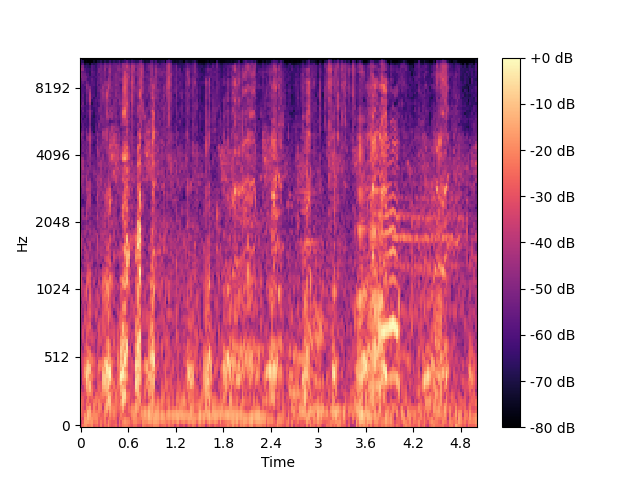 +0 dB
8192
-10 dB
4096
-20 dB
-30 dB
2048
Hz
-40 dB
1024
-50 dB
-60 dB
512
-70 dB
0
-80 dB
0 0.6 1.2 1.8 2.4 3 3.6 4.2 4.8
Time